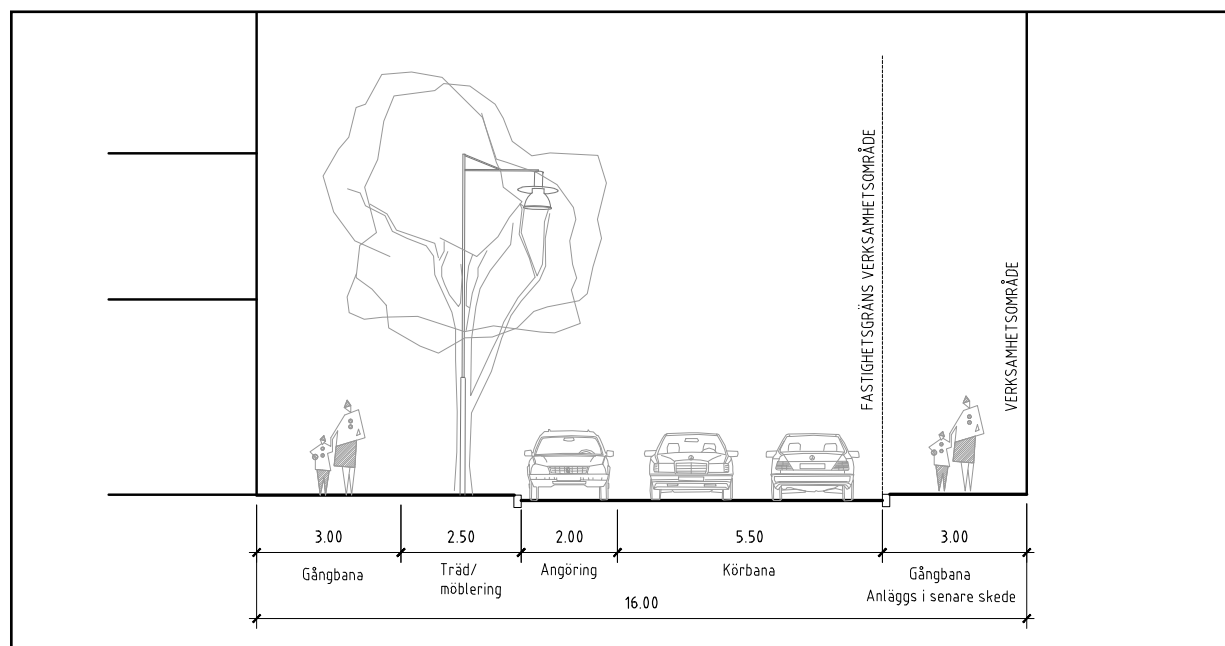 FASTIGHETSGRÄNS VERKSAMHETSOMRÅDE
VERKSAMHETSOMRÅDE
3.00
2.50
2.00
5.50
3.00
Gångbana
Träd/
möblering
Angöring
Körbana
Gångbana
Anläggs i senare skede
16.00